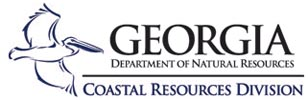 GEORGIA
DEPARTMENT OF NATURAL RESOURCES
COASTAL RESOURCES DIVISION